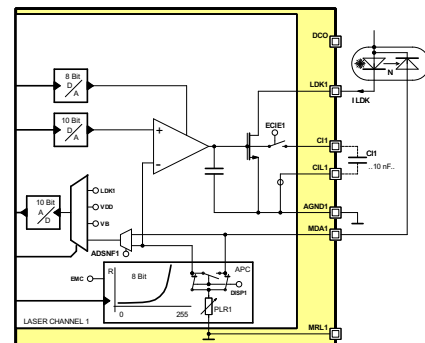 DCO
8 Bit
D
A
LDK1
N
I LDK
10 Bit
D
A
+
-
ECIE1
CI1
CI1
..10 nF..
CIL1
10 Bit
A
D
LDK1
VDD
VB
AGND1
MDA1
ADSNF1
EMC
R
8 Bit
0
255
APC
DISP1
PLR1
LASER CHANNEL 1
MRL1